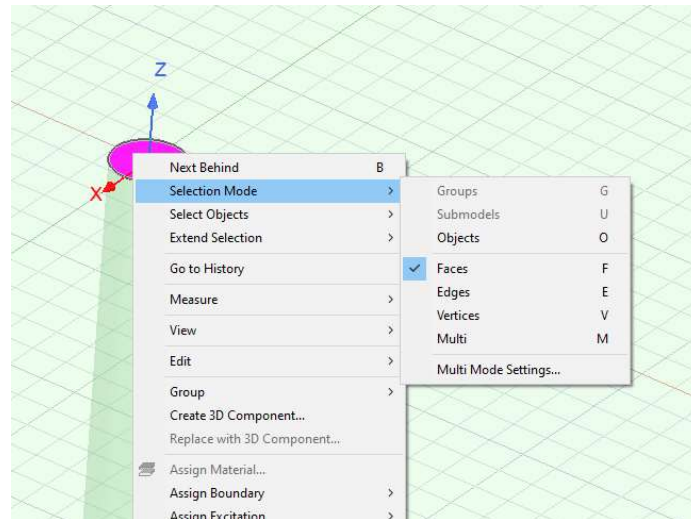 Z
X
Next Behind B
Selection Mode >
Select Objects >
Extend Selection >
Go to History
Measure >
View >
Edit >
Group >
Create 3D Component...
Replace with 3D Component...
Assign Material...
Assign Boundary >
Assign Excitation >
Groups G
Submodels U
Objects O
Faces F
Edges E
Vertices V
Multi M
Multi Mode Settings...